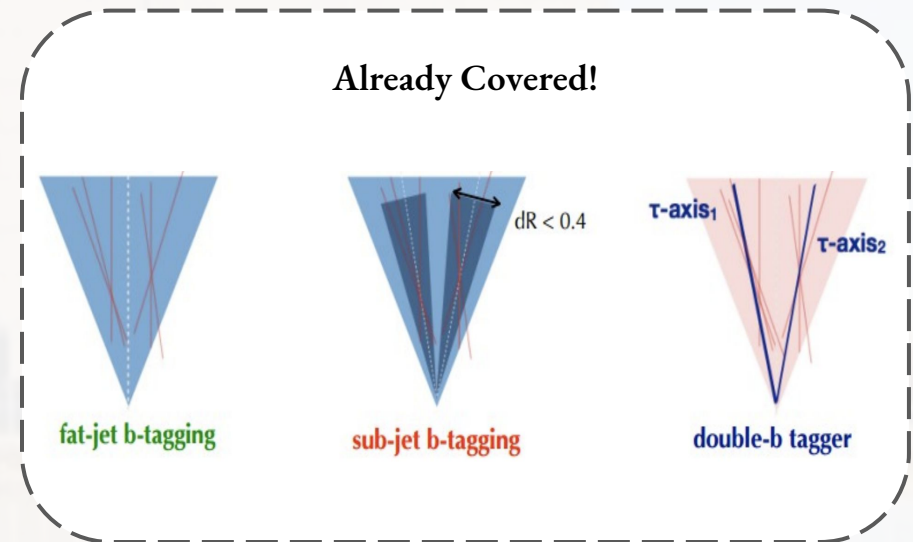 Already Covered!
dR < 0.4
τ-axis₁
τ-axis₂
fat-jet b-tagging
sub-jet b-tagging
double-b tagger